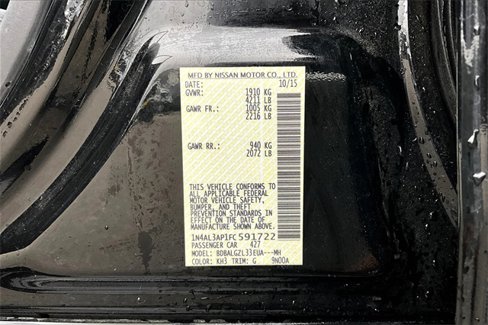 MFD BY NISSAN MOTOR CO., LTD.
DATE: 10/15
GVWR: 1910 KG
4211 LB
GAWR FR: 1005 KG
2216 LB
GAWR RR: 940 KG
2072 LB
THIS VEHICLE CONFORMS TO
ALL APPLICABLE FEDERAL
MOTOR VEHICLE SAFETY,
BUMPER, AND THEFT
PREVENTION STANDARDS
IN EFFECT ON THE DATE OF
MANUFACTURE SHOWN ABOVE.
1N4AL3AP1FC591722
PASSENGER CAR 427
MODEL: BDBALGZL33EUA---MH
COLOR: KH3 TRIM: G 9N00A